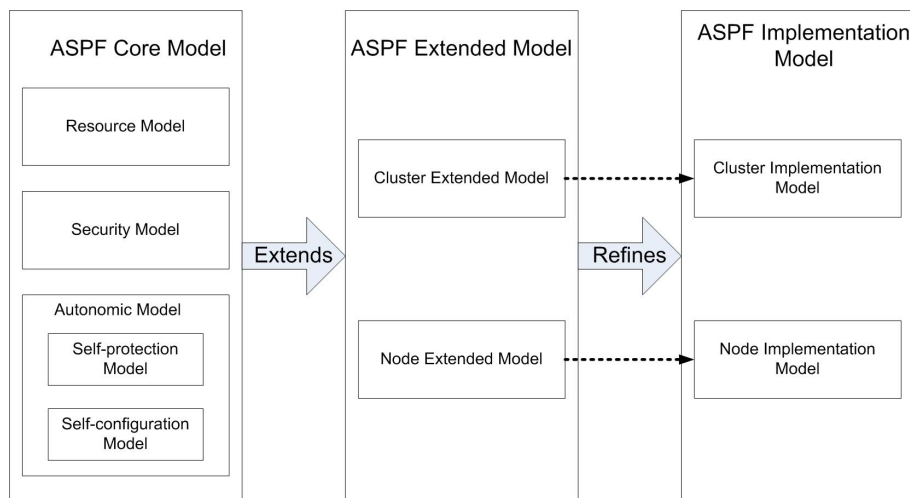 ASPF Core Model
Resource Model
Security Model
Autonomic Model
Self-protection
Model
Self-configuration
Model
Extends
ASPF Extended Model
Cluster Extended Model
Node Extended Model
Refines
ASPF Implementation
Model
Cluster Implementation
Model
Node Implementation
Model